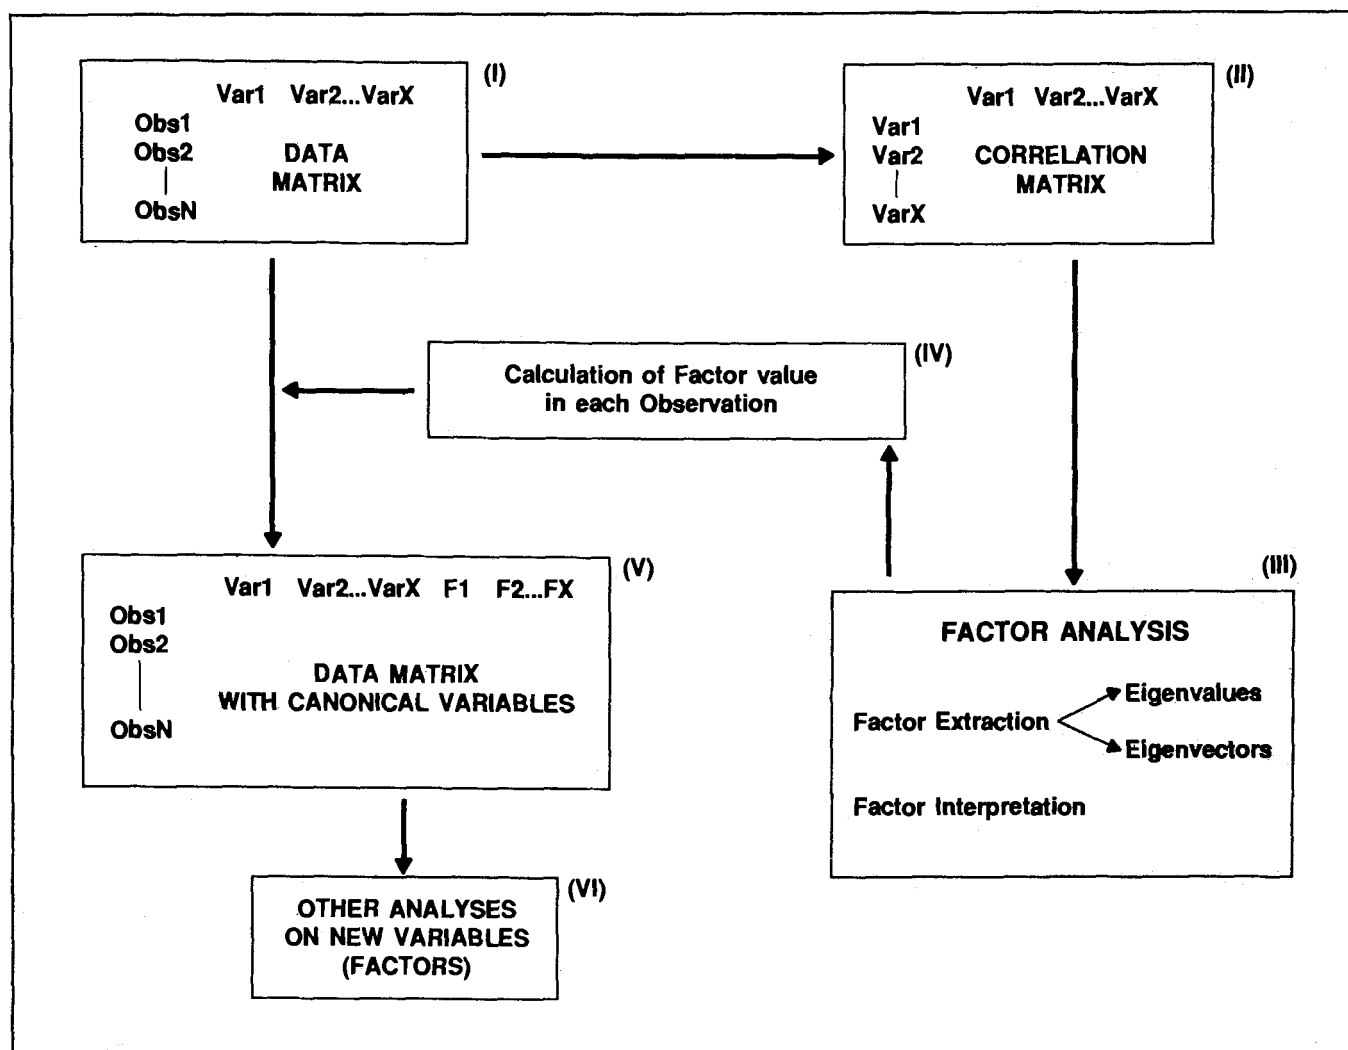 (I)
Var1 Var2...VarX
Obs1
Obs2
DATA
MATRIX
ObsN
(II)
Var1 Var2...VarX
Var1
Var2
CORRELATION
MATRIX
VarX
(IV)
Calculation of Factor value
in each Observation
(III)
FACTOR ANALYSIS
Factor Extraction
Eigenvalues
Eigenvectors
Factor Interpretation
(V)
Var1 Var2...VarX F1 F2...FX
Obs1
Obs2
DATA MATRIX
WITH CANONICAL VARIABLES
ObsN
(VI)
OTHER ANALYSES
ON NEW VARIABLES
(FACTORS)